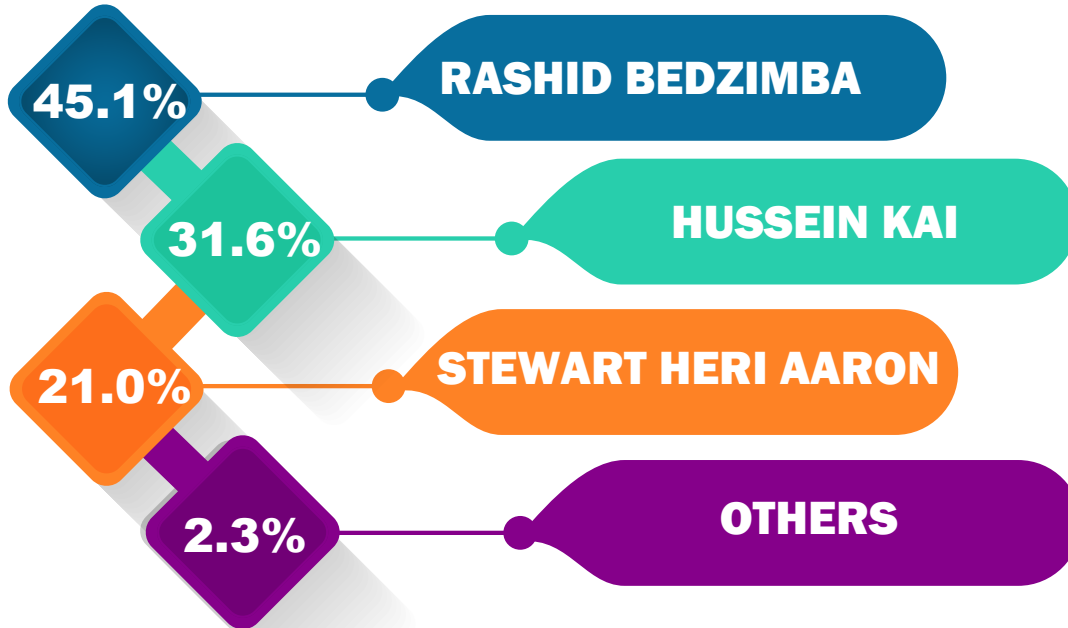 45.1%
RASHID BEDZIMBA
31.6%
HUSSEIN KAI
21.0%
STEWART HERI AARON
2.3%
OTHERS